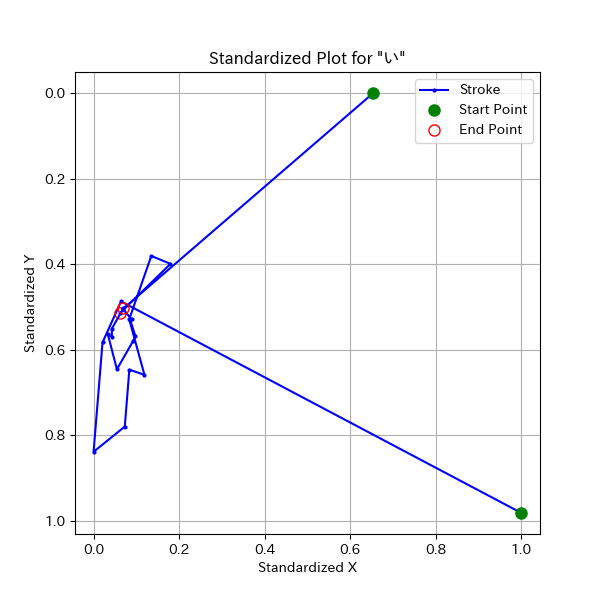 Standardized Plot for "い"
Stroke
Start Point
End Point
0.0
0.2
0.4
0.6
0.8
1.0
Standardized Y
0.0 0.2 0.4 0.6 0.8 1.0
Standardized X